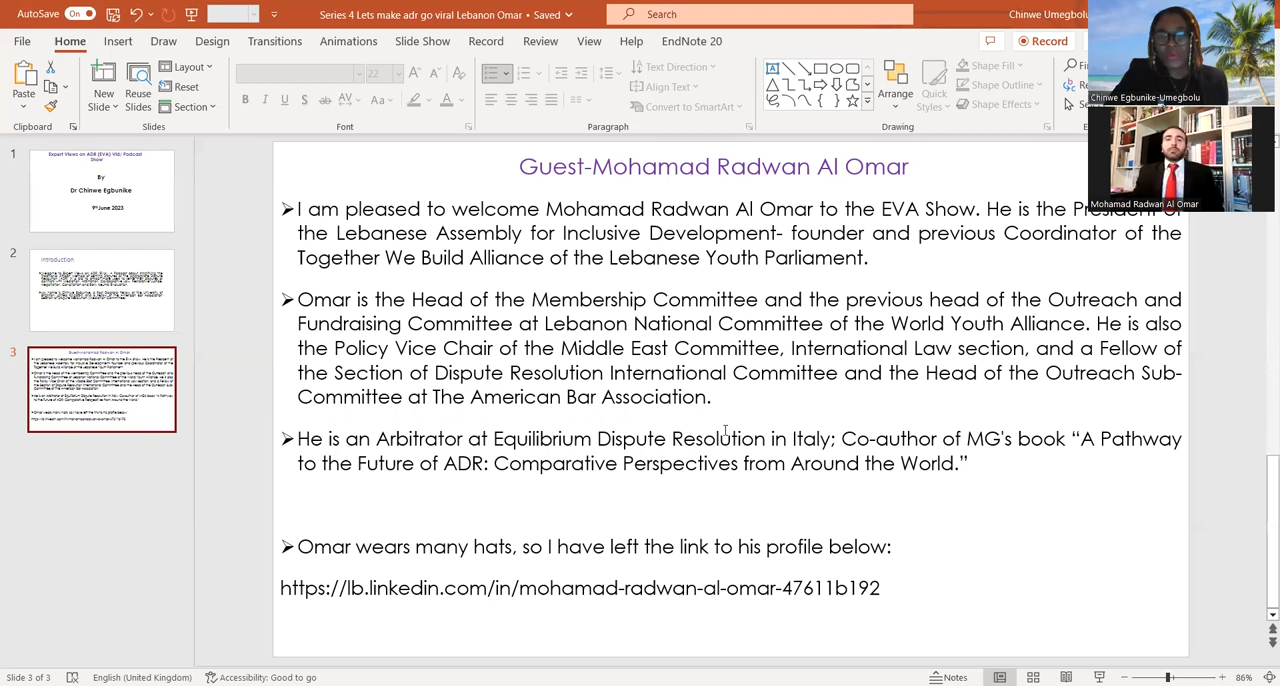 AutoSave On Series 4 Lets make adr go viral Lebanon Omar • Saved Search Chinwe Umegbolu
File Home Insert Draw Design Transitions Animations Slide Show Record Review View Help EndNote 20 Record
Paste New Slide Reuse Slides Layout Reset Section 22 Text Direction Align Text Convert to SmartArt Arrange Quick Styles Shape Fill Shape Outline Shape Effects
Clipboard Slides Font Paragraph Drawing
Chinwe Egbunike-Umegbolu
Mohamad Radwan Al Omar
1
Expert Views on ADR (EVA) Vid/ Podcast
Show
By
Dr Chinwe Egbunike
9th June 2023
2
Introduction
3
Guest-Mohamad Radwan Al Omar
➢I am pleased to welcome Mohamad Radwan Al Omar to the EVA Show. He is the President of
the Lebanese Assembly for Inclusive Development- founder and previous Coordinator of the
Together We Build Alliance of the Lebanese Youth Parliament.
➢Omar is the Head of the Membership Committee and the previous head of the Outreach and
Fundraising Committee at Lebanon National Committee of the World Youth Alliance. He is also
the Policy Vice Chair of the Middle East Committee, International Law section, and a Fellow of
the Section of Dispute Resolution International Committee and the Head of the Outreach Sub-
Committee at The American Bar Association.
➢He is an Arbitrator at Equilibrium Dispute Resolution in Italy; Co-author of MG's book “A Pathway
to the Future of ADR: Comparative Perspectives from Around the World.”
➢Omar wears many hats, so I have left the link to his profile below:
https://lb.linkedin.com/in/mohamad-radwan-al-omar-47611b192
Slide 3 of 3 English (United Kingdom) Accessibility: Good to go Notes 86%